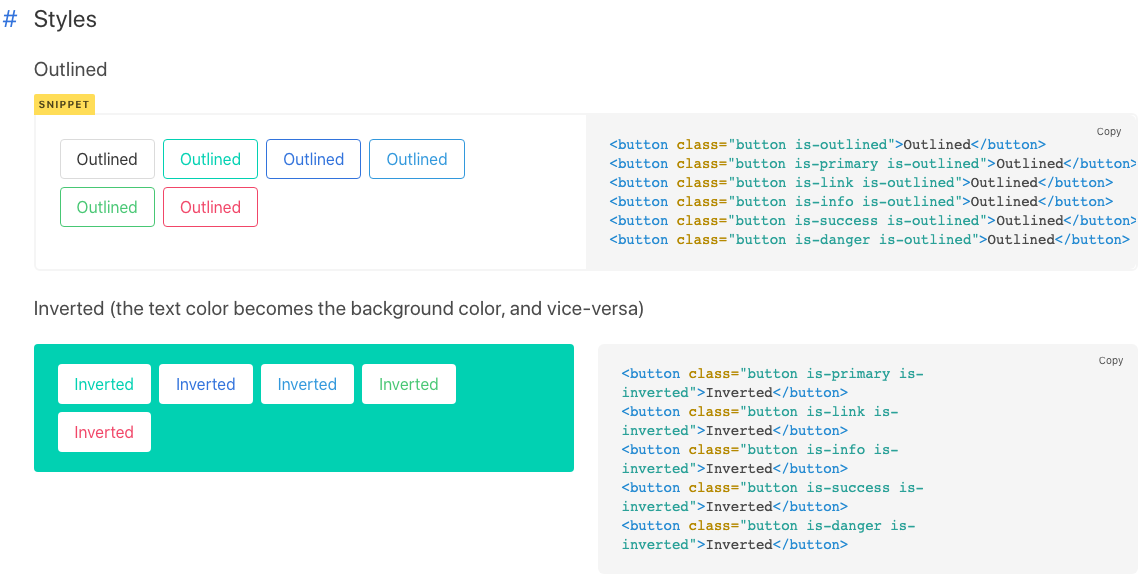 # Styles
Outlined
SNIPPET
Outlined Outlined Outlined Outlined
Outlined Outlined
Copy
<button class="button is-outlined">Outlined</button>
<button class="button is-primary is-outlined">Outlined</button>
<button class="button is-link is-outlined">Outlined</button>
<button class="button is-info is-outlined">Outlined</button>
<button class="button is-success is-outlined">Outlined</button>
<button class="button is-danger is-outlined">Outlined</button>
Inverted (the text color becomes the background color, and vice-versa)
Inverted Inverted Inverted Inverted
Inverted
Copy
<button class="button is-primary is-
inverted">Inverted</button>
<button class="button is-link is-
inverted">Inverted</button>
<button class="button is-info is-
inverted">Inverted</button>
<button class="button is-success is-
inverted">Inverted</button>
<button class="button is-danger is-
inverted">Inverted</button>